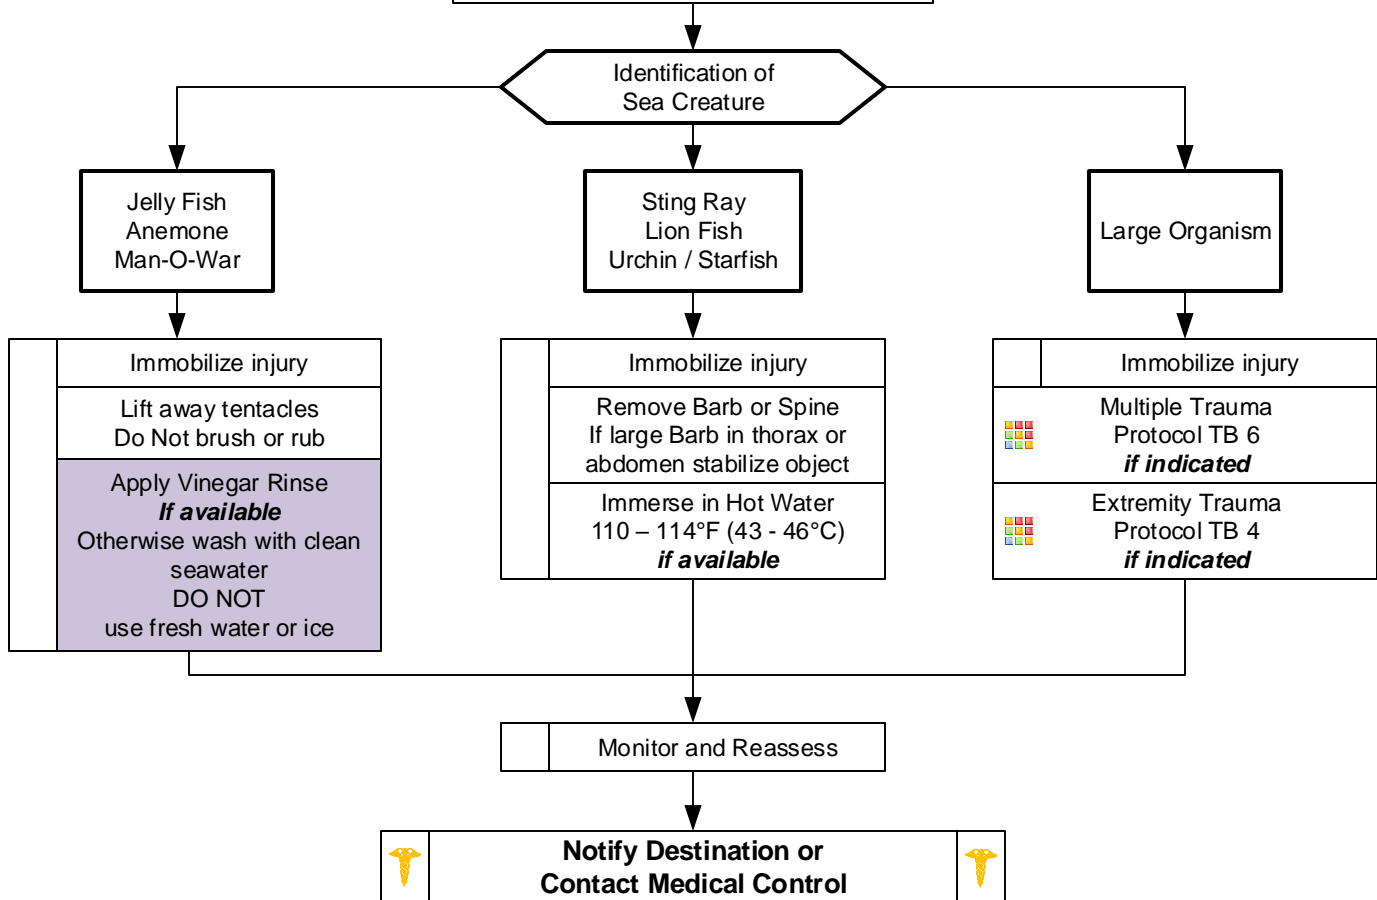 Identification of
Sea Creature
Jelly Fish
Anemone
Man-O-War
Sting Ray
Lion Fish
Urchin / Starfish
Large Organism
Immobilize injury
Lift away tentacles
Do Not brush or rub
Apply Vinegar Rinse
If available
Otherwise wash with clean
seawater
DO NOT
use fresh water or ice
Immobilize injury
Remove Barb or Spine
If large Barb in thorax or
abdomen stabilize object
Immerse in Hot Water
110 – 114°F (43 - 46°C)
if available
Immobilize injury
Multiple Trauma
Protocol TB 6
if indicated
Extremity Trauma
Protocol TB 4
if indicated
Monitor and Reassess
Notify Destination or
Contact Medical Control